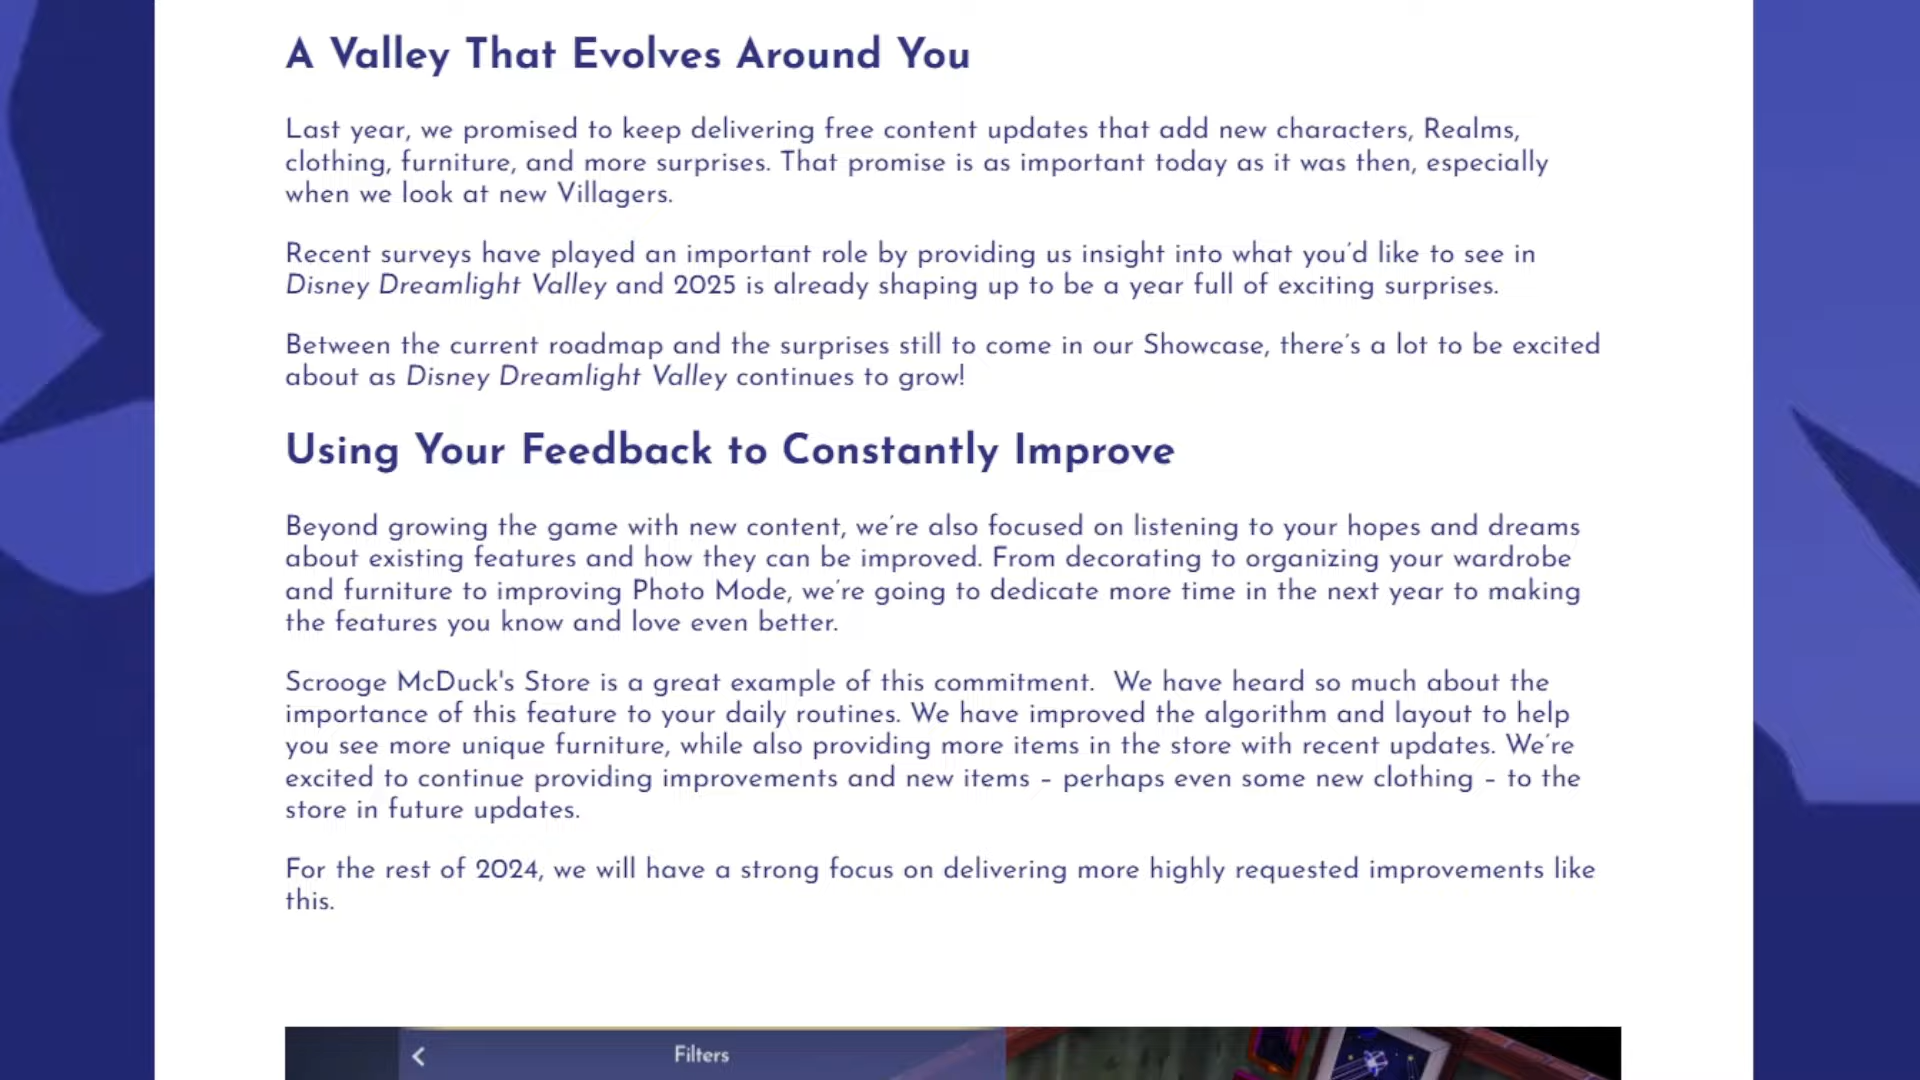 A Valley That Evolves Around You
Last year, we promised to keep delivering free content updates that add new characters, Realms,
clothing, furniture, and more surprises. That promise is as important today as it was then, especially
when we look at new Villagers.
Recent surveys have played an important role by providing us insight into what you’d like to see in
Disney Dreamlight Valley and 2025 is already shaping up to be a year full of exciting surprises.
Between the current roadmap and the surprises still to come in our Showcase, there’s a lot to be excited
about as Disney Dreamlight Valley continues to grow!
Using Your Feedback to Constantly Improve
Beyond growing the game with new content, we’re also focused on listening to your hopes and dreams
about existing features and how they can be improved. From decorating to organizing your wardrobe
and furniture to improving Photo Mode, we’re going to dedicate more time in the next year to making
the features you know and love even better.
Scrooge McDuck's Store is a great example of this commitment.  We have heard so much about the
importance of this feature to your daily routines. We have improved the algorithm and layout to help
you see more unique furniture, while also providing more items in the store with recent updates. We’re
excited to continue providing improvements and new items – perhaps even some new clothing – to the
store in future updates.
For the rest of 2024, we will have a strong focus on delivering more highly requested improvements like
this.
Filters